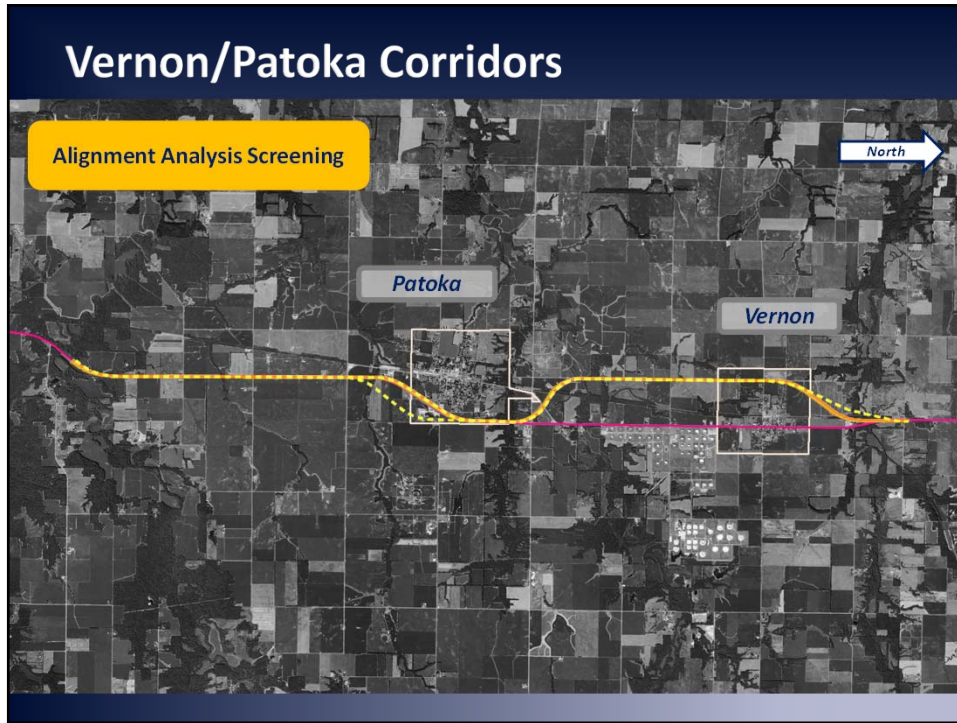 Vernon/Patoka Corridors
Alignment Analysis Screening
North
Patoka
Vernon